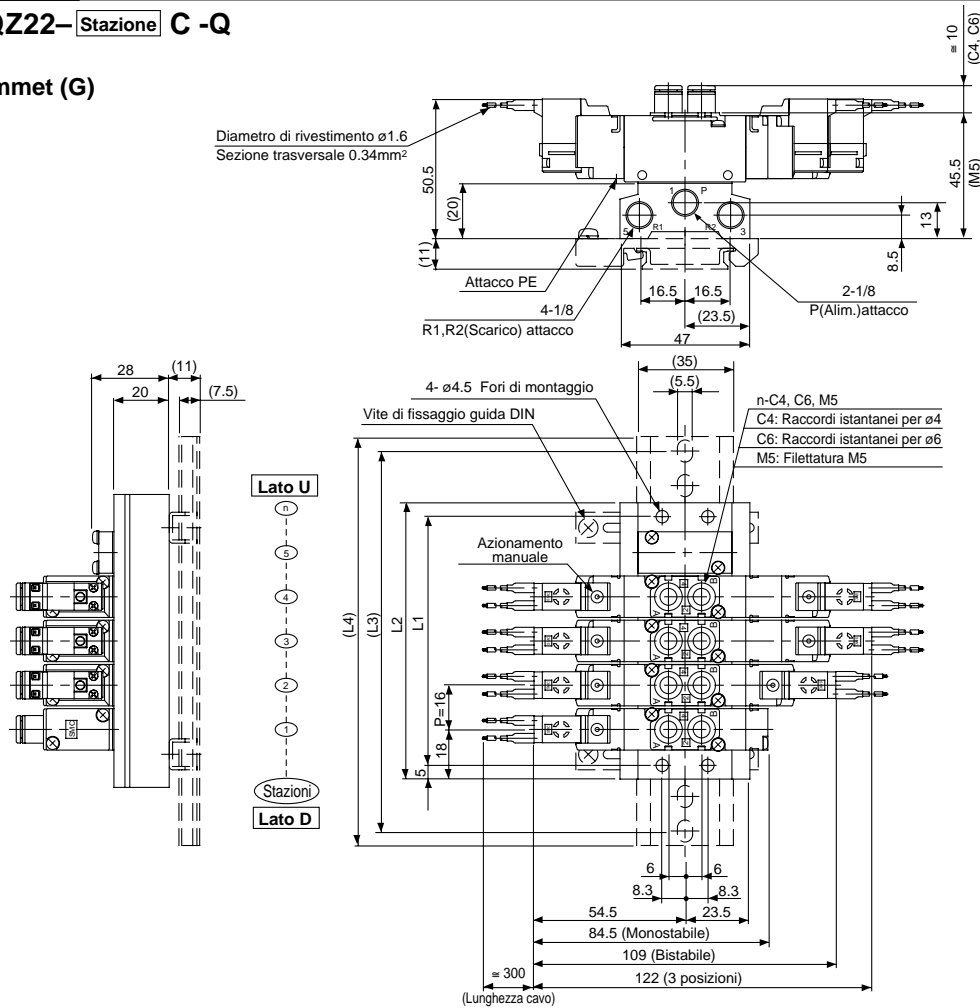 QZ22– Stazione C -Q
mmet (G)
≅ 10
(C4, C6)
Diametro di rivestimento ø1.6
Sezione trasversale 0.34mm²
50.5
(20)
(11)
45.5
(M5)
13
8.5
1 P
5 R1 R2 3
Attacco PE
16.5 16.5
2-1/8
P(Alim.)attacco
4-1/8
R1,R2(Scarico) attacco
(23.5)
47
28 (11)
20 (7.5)
(35)
(5.5)
4- ø4.5 Fori di montaggio
Vite di fissaggio guida DIN
n-C4, C6, M5
C4: Raccordi istantanei per ø4
C6: Raccordi istantanei per ø6
M5: Filettatura M5
Lato U
n
5
4
3
2
1
Stazioni
Lato D
Azionamento
manuale
(L4)
(L3)
L2
L1
P=16
18
5
A B
A B
A B
A B
SMC
6 6
8.3 8.3
54.5 23.5
84.5 (Monostabile)
109 (Bistabile)
≅ 300 122 (3 posizioni)
(Lunghezza cavo)